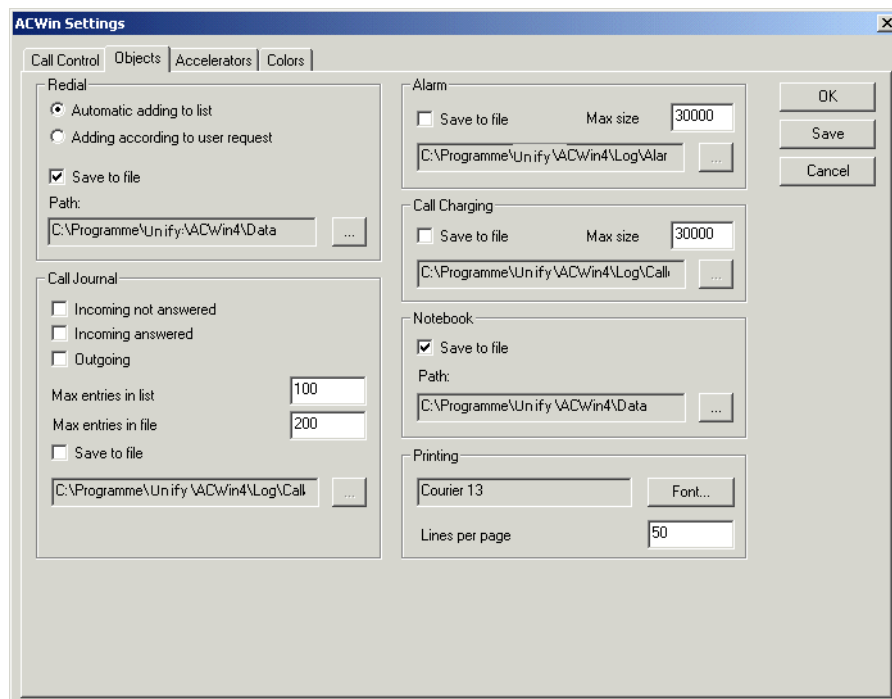 ACWin Settings
Call Control Objects Accelerators Colors
Redial
Automatic adding to list
Adding according to user request
Save to file
Path:
C:\Programme\Unify:\ACWin4\Data ...
Call Journal
Incoming not answered
Incoming answered
Outgoing
Max entries in list 100
Max entries in file 200
Save to file
C:\Programme\Unify\ACWin4\Log\Call ...
Alarm
Save to file Max size 30000
C:\Programme\Unify\ACWin4\Log\Alar ...
Call Charging
Save to file Max size 30000
C:\Programme\Unify\ACWin4\Log\Call ...
Notebook
Save to file
Path:
C:\Programme\Unify\ACWin4\Data ...
Printing
Courier 13 Font...
Lines per page 50
OK
Save
Cancel